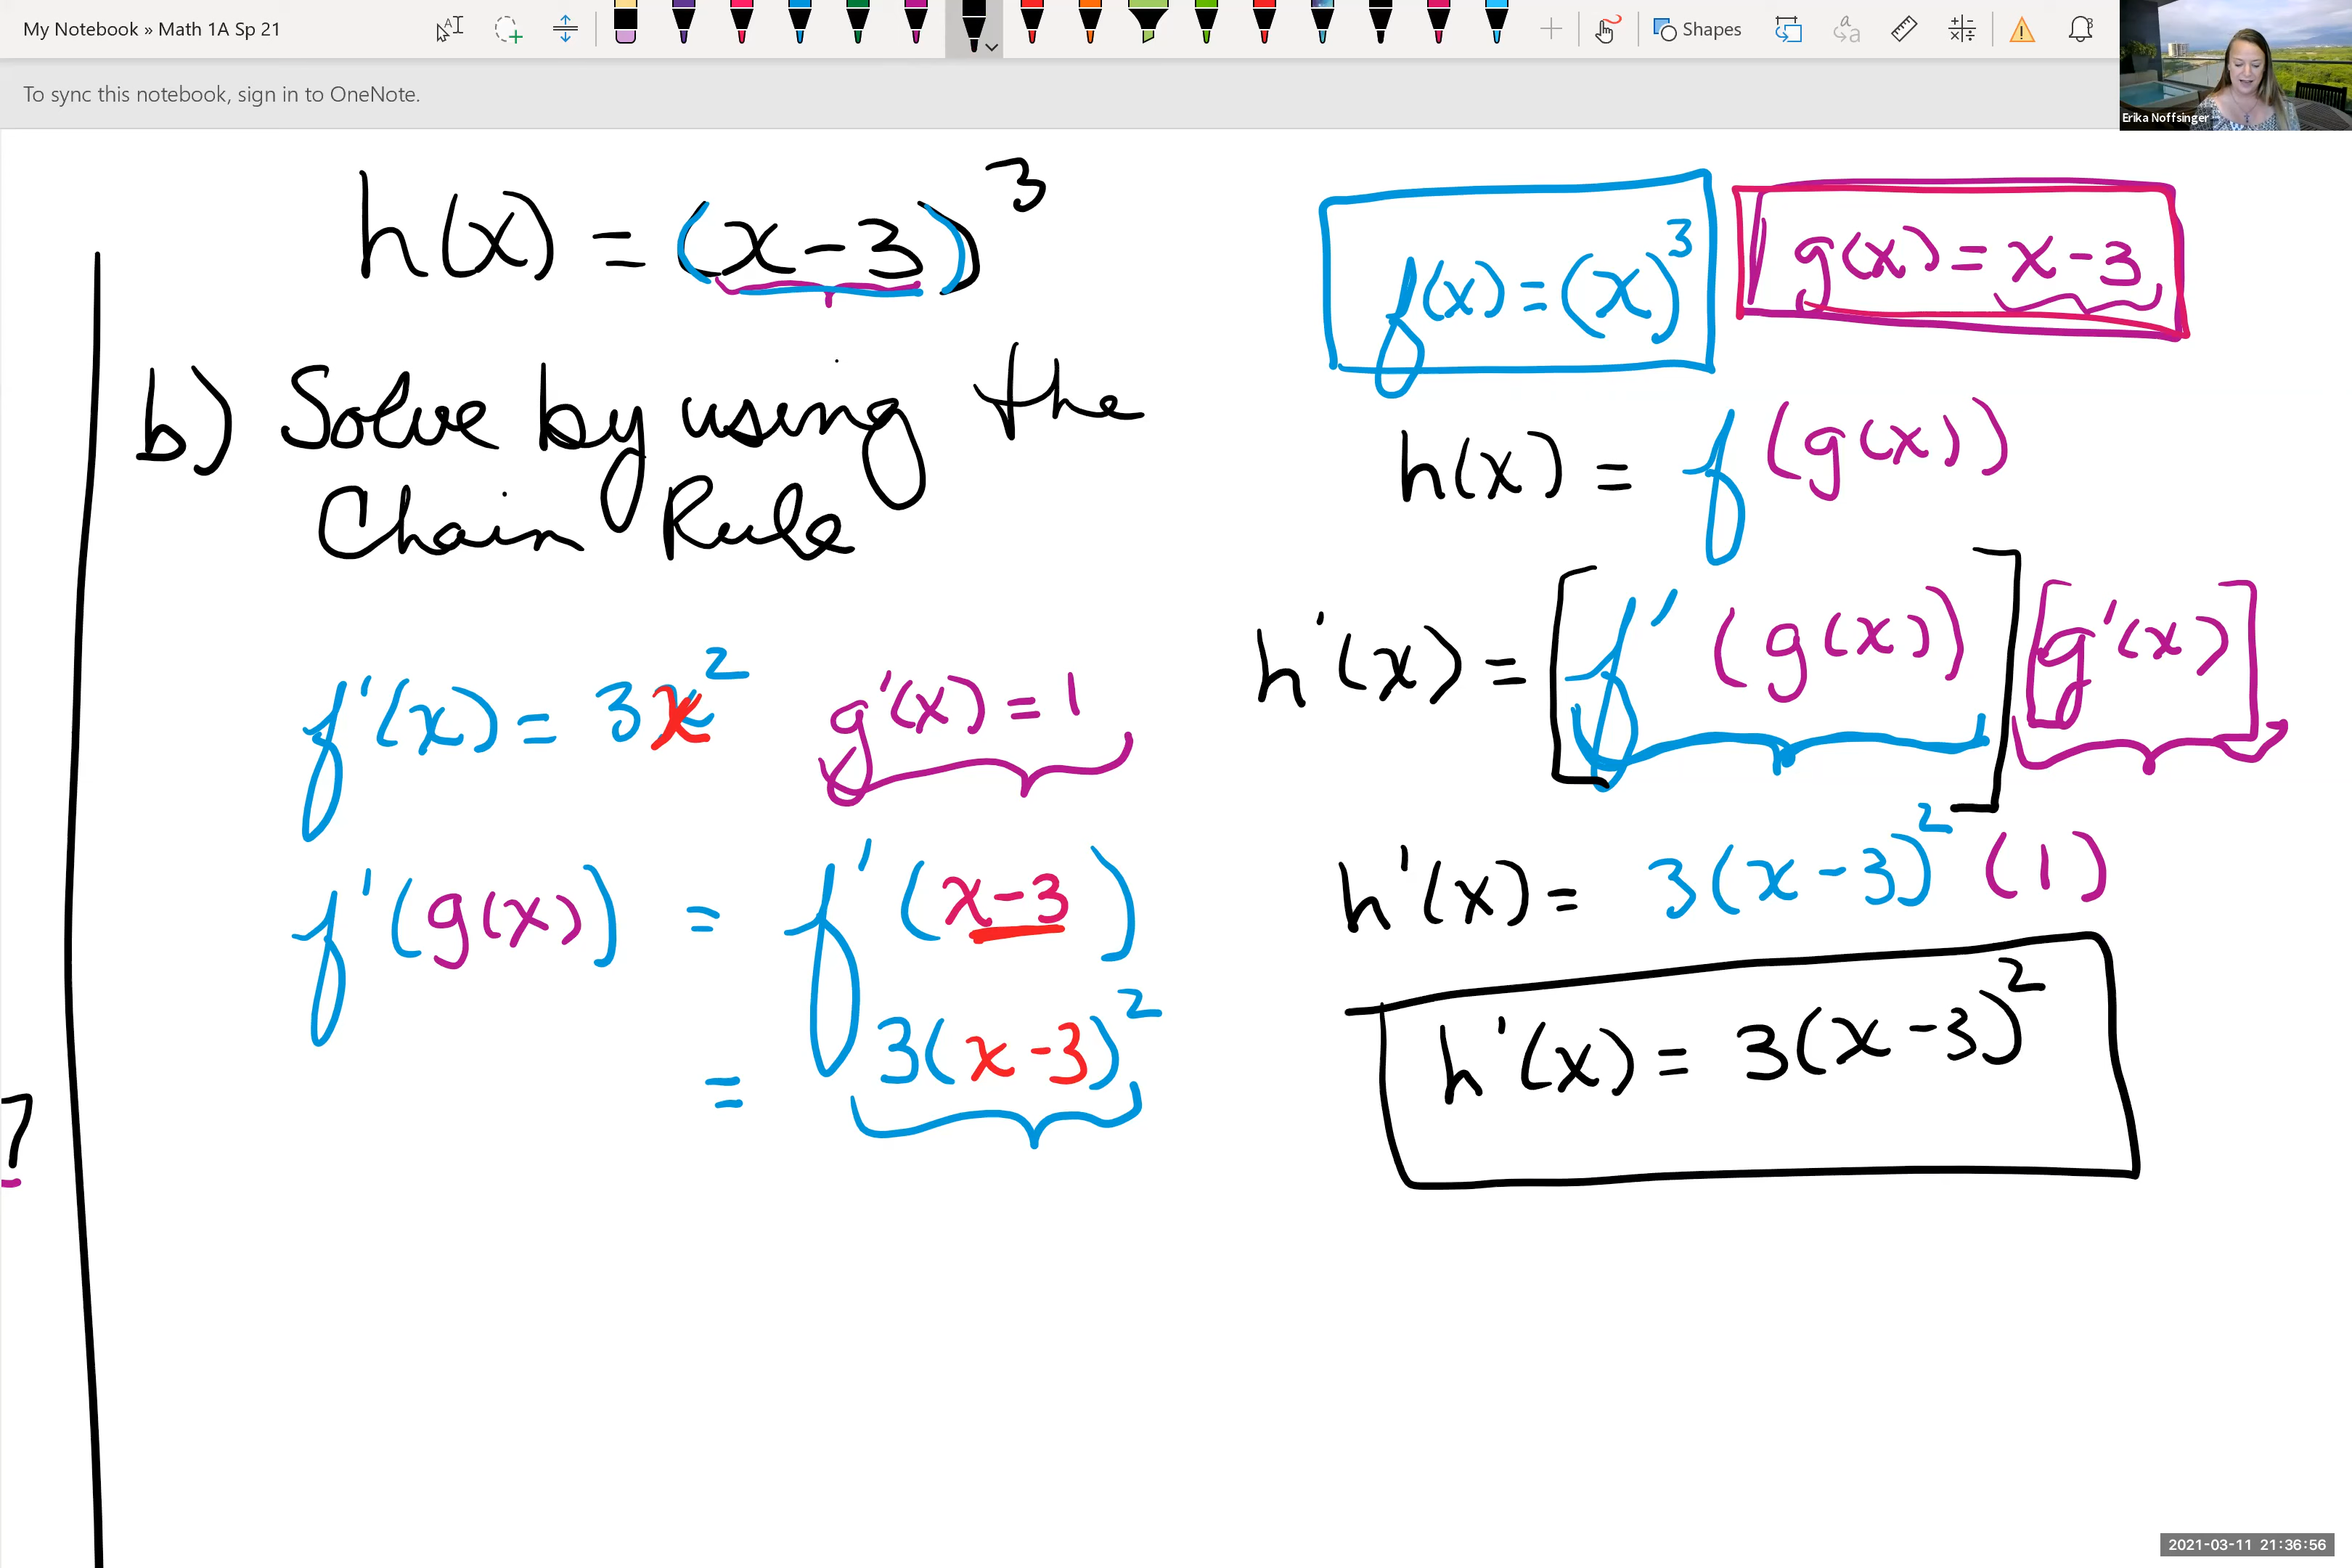 My Notebook » Math 1A Sp 21
Shapes
To sync this notebook, sign in to OneNote.
Erika Noffsinger
h(x) = (x-3)³
b) Solve by using the
Chain Rule
f'(x) = 3x² g'(x) = 1
f'(g(x)) = f'(x-3)
= 3(x-3)²
f(x) = (x)³ g(x) = x-3
h(x) = f(g(x))
h'(x) = [f'(g(x))][g'(x)]
h'(x) = 3(x-3)² (1)
h'(x) = 3(x-3)²
2021-03-11 21:36:56